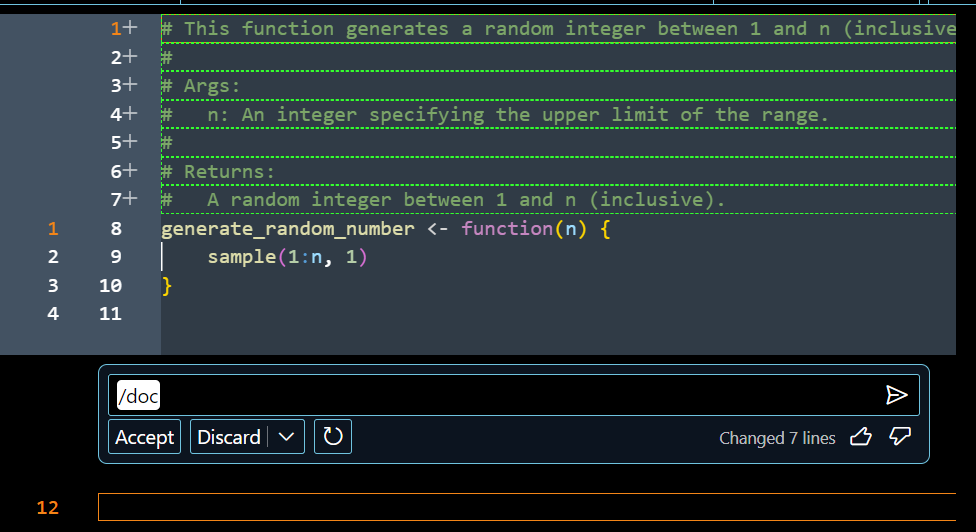 1+ # This function generates a random integer between 1 and n (inclusive
2+ #
3+ # Args:
4+ #   n: An integer specifying the upper limit of the range.
5+ #
6+ # Returns:
7+ #   A random integer between 1 and n (inclusive).
1 8 generate_random_number <- function(n) {
2 9     sample(1:n, 1)
3 10 }
4 11
/doc
Accept Discard Changed 7 lines
12